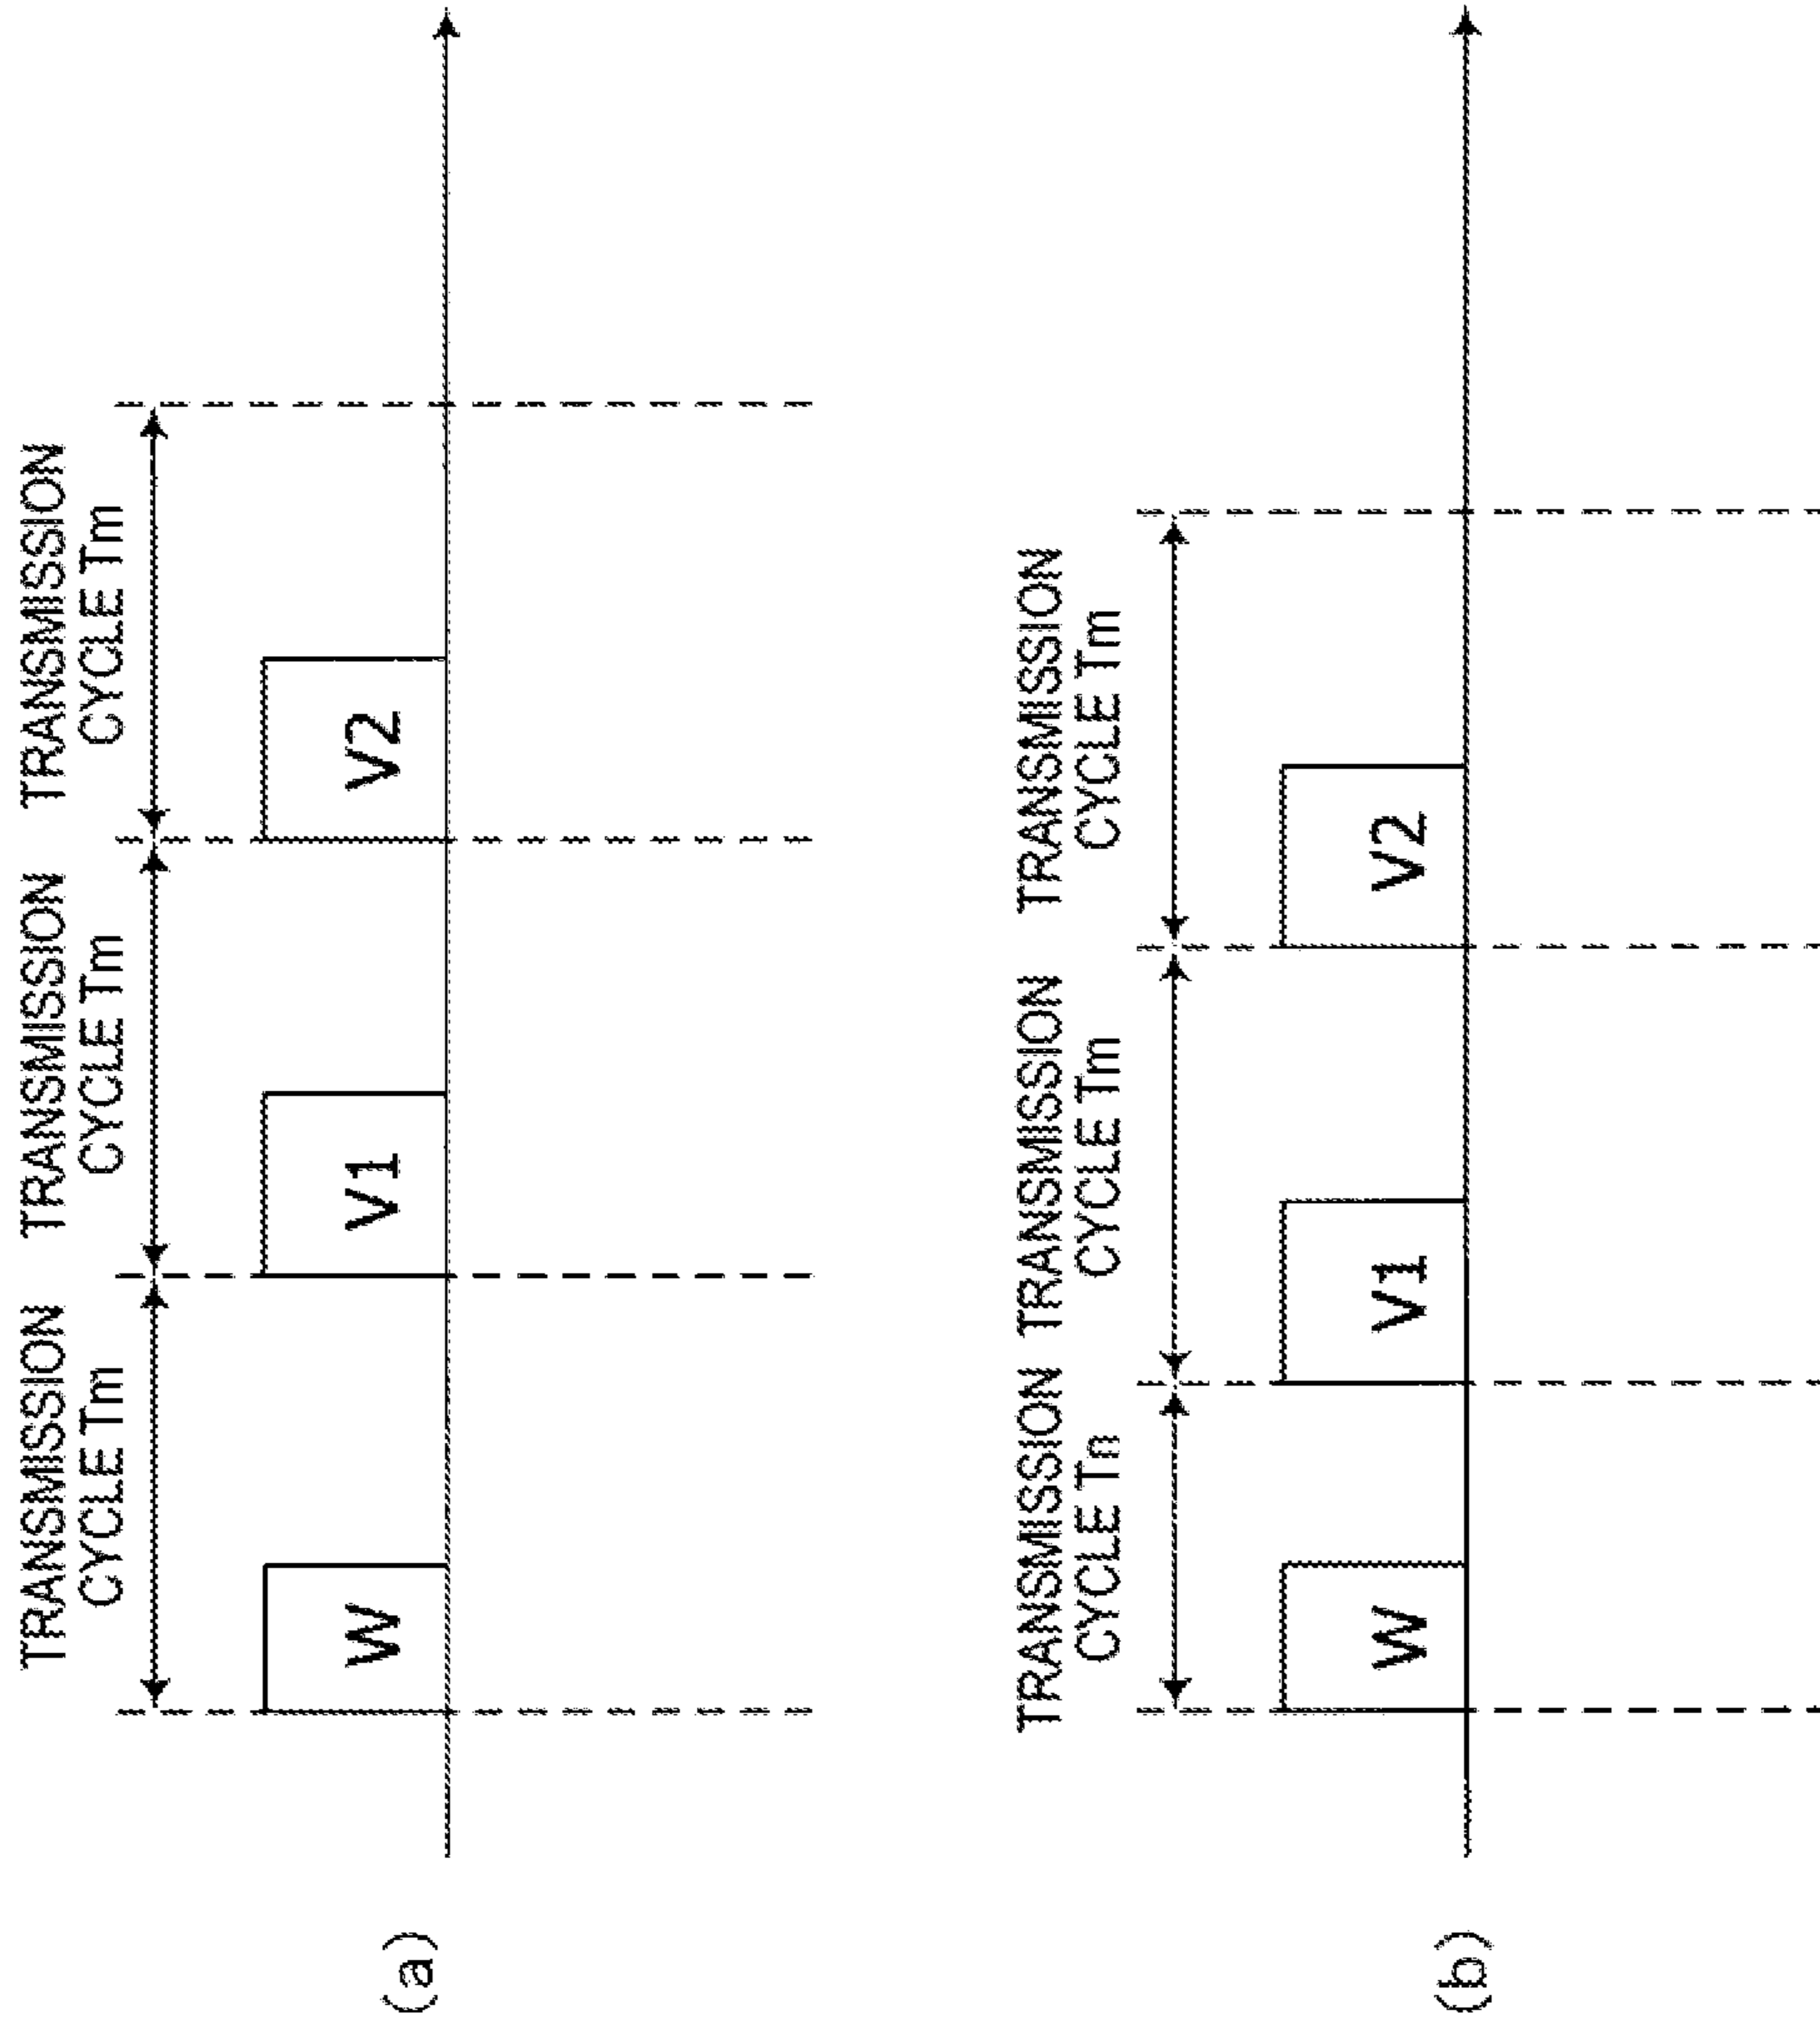 TRANSMISSION
CYCLE Tm
TRANSMISSION
CYCLE Tm
TRANSMISSION
CYCLE Tm
W
V1
V2
(a)
TRANSMISSION
CYCLE Tn
TRANSMISSION
CYCLE Tm
TRANSMISSION
CYCLE Tm
W
V1
V2
(b)